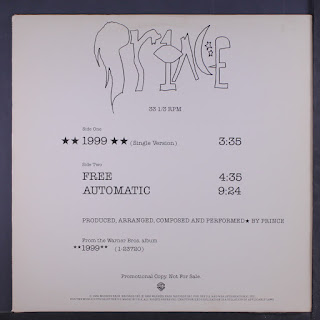 PRINCE
33 1/3 RPM
Side One
★★ 1999 ★★ (Single Version) 3:35
Side Two
FREE 4:35
AUTOMATIC 9:24
PRODUCED, ARRANGED, COMPOSED AND PERFORMED★ BY PRINCE
From the Warner Bros. album
**1999** (1-23720)
Promotional Copy Not For Sale.